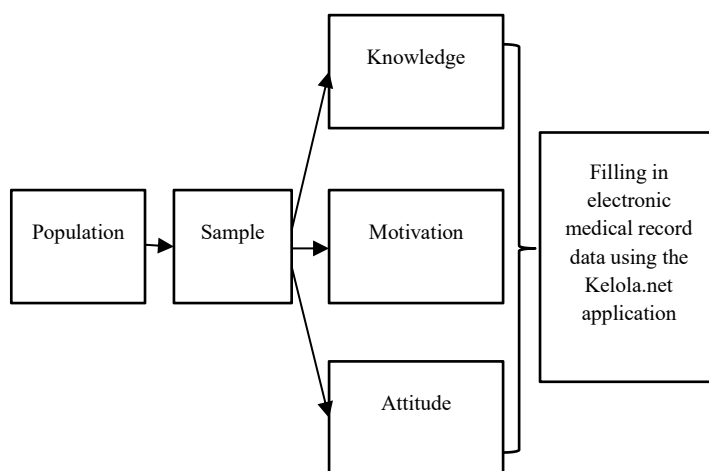 Population
Sample
Knowledge
Motivation
Attitude
Filling in
electronic
medical record
data using the
Kelola.net
application